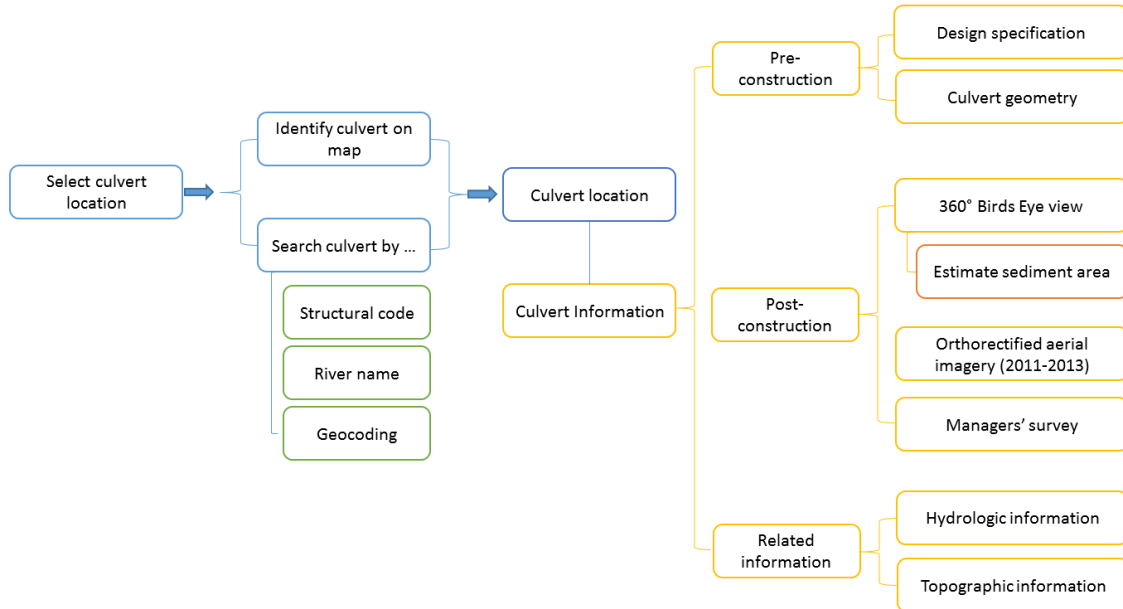 Select culvert
location
Identify culvert on
map
Search culvert by ...
Structural code
River name
Geocoding
Culvert location
Culvert Information
Pre-
construction
Design specification
Culvert geometry
Post-
construction
360° Birds Eye view
Estimate sediment area
Orthorectified aerial
imagery (2011-2013)
Managers’ survey
Related
information
Hydrologic information
Topographic information